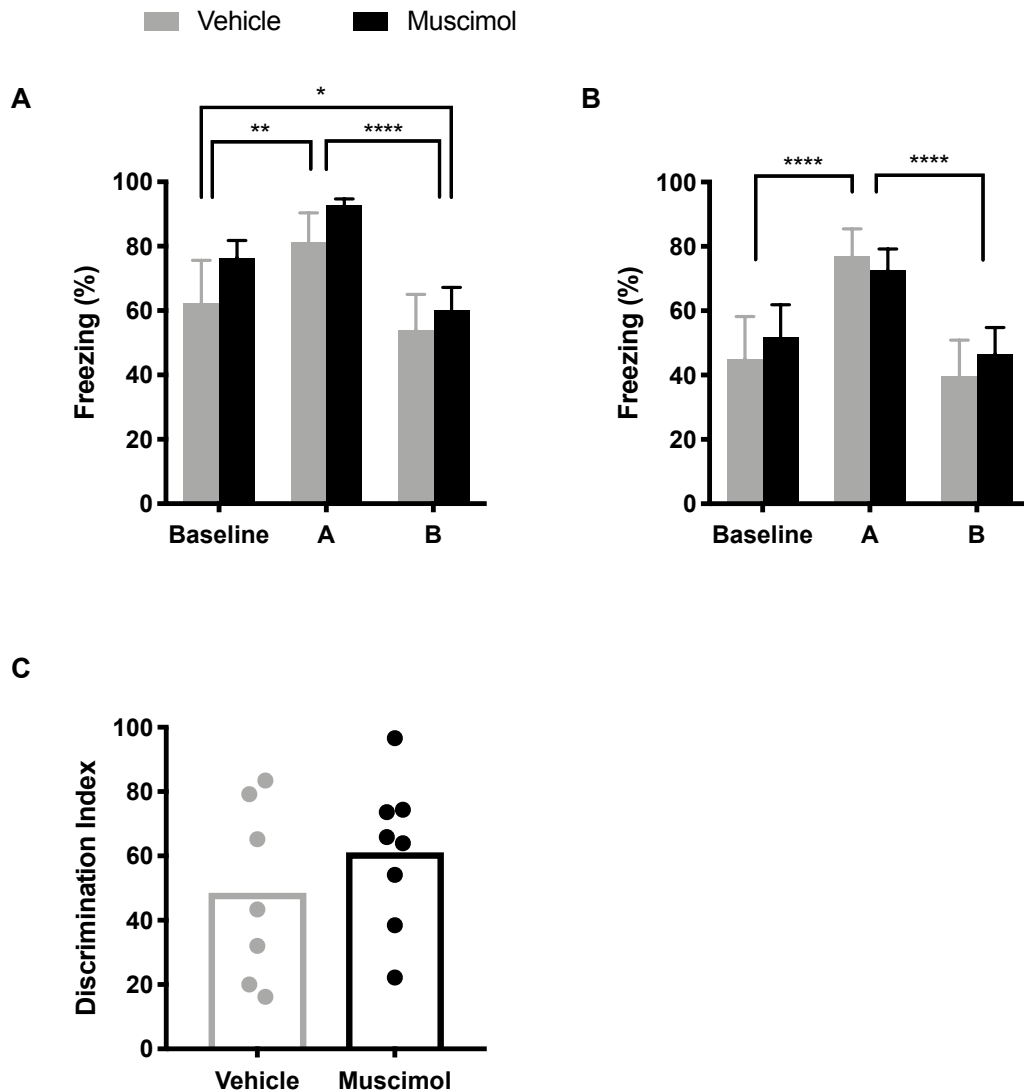 Vehicle Muscimol
A
*
** ****
Freezing (%)
100
80
60
40
20
0
Baseline A B
B
**** ****
Freezing (%)
100
80
60
40
20
0
Baseline A B
C
Discrimination Index
100
80
60
40
20
0
Vehicle Muscimol